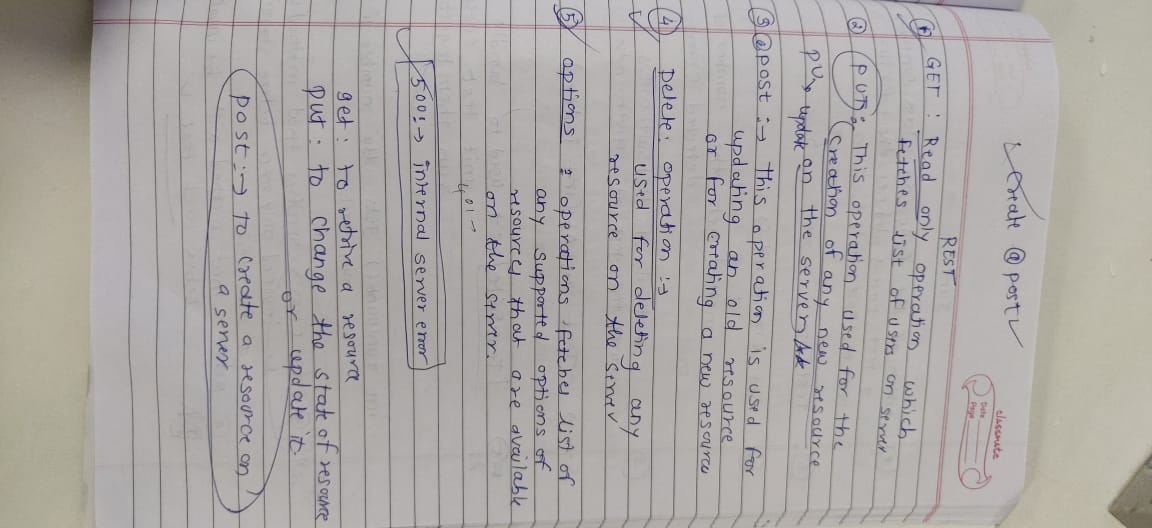 create @ post
classmate
Date
Page
REST
① GET : Read only operation which
fetches list of users on server
② PUT : This operation used for the
creation of any new resource
put update on the server
③ @post :→ this operation is used for
updating an old resource
or for creating a new resource
④ Delete : operation :→
used for deleting any
resource on the server
⑤ options : operations fetches list of
any supported options of
resources that are available
on the server.
401 -
500 :→ internal server error
get : to retrive a resource
put : to change the state of resource
or update it
post :→ to create a resource on
a server